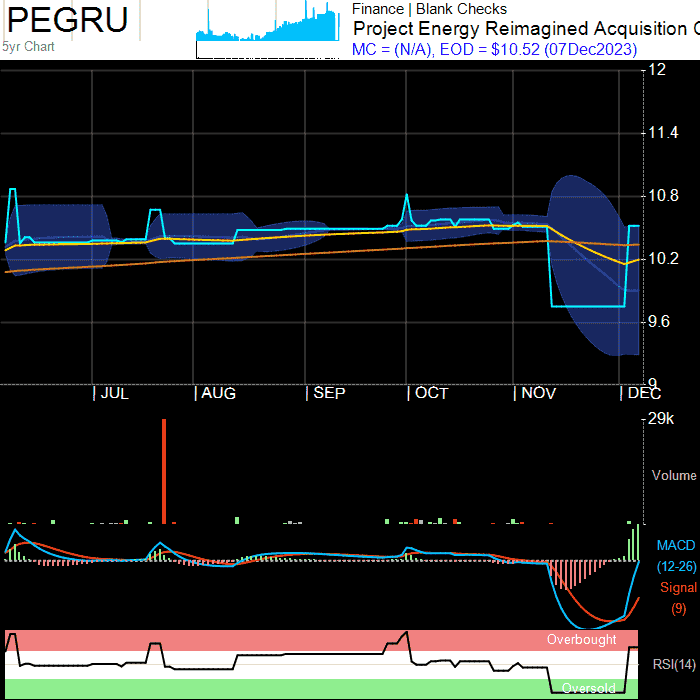 PEGRU
5yr Chart
Finance | Blank Checks
Project Energy Reimagined Acquisition C
MC = (N/A), EOD = $10.52 (07Dec2023)
12
11.4
10.8
10.2
9.6
9
JUL
AUG
SEP
OCT
NOV
DEC
29k
Volume
MACD
(12-26)
Signal
(9)
Overbought
RSI(14)
Oversold